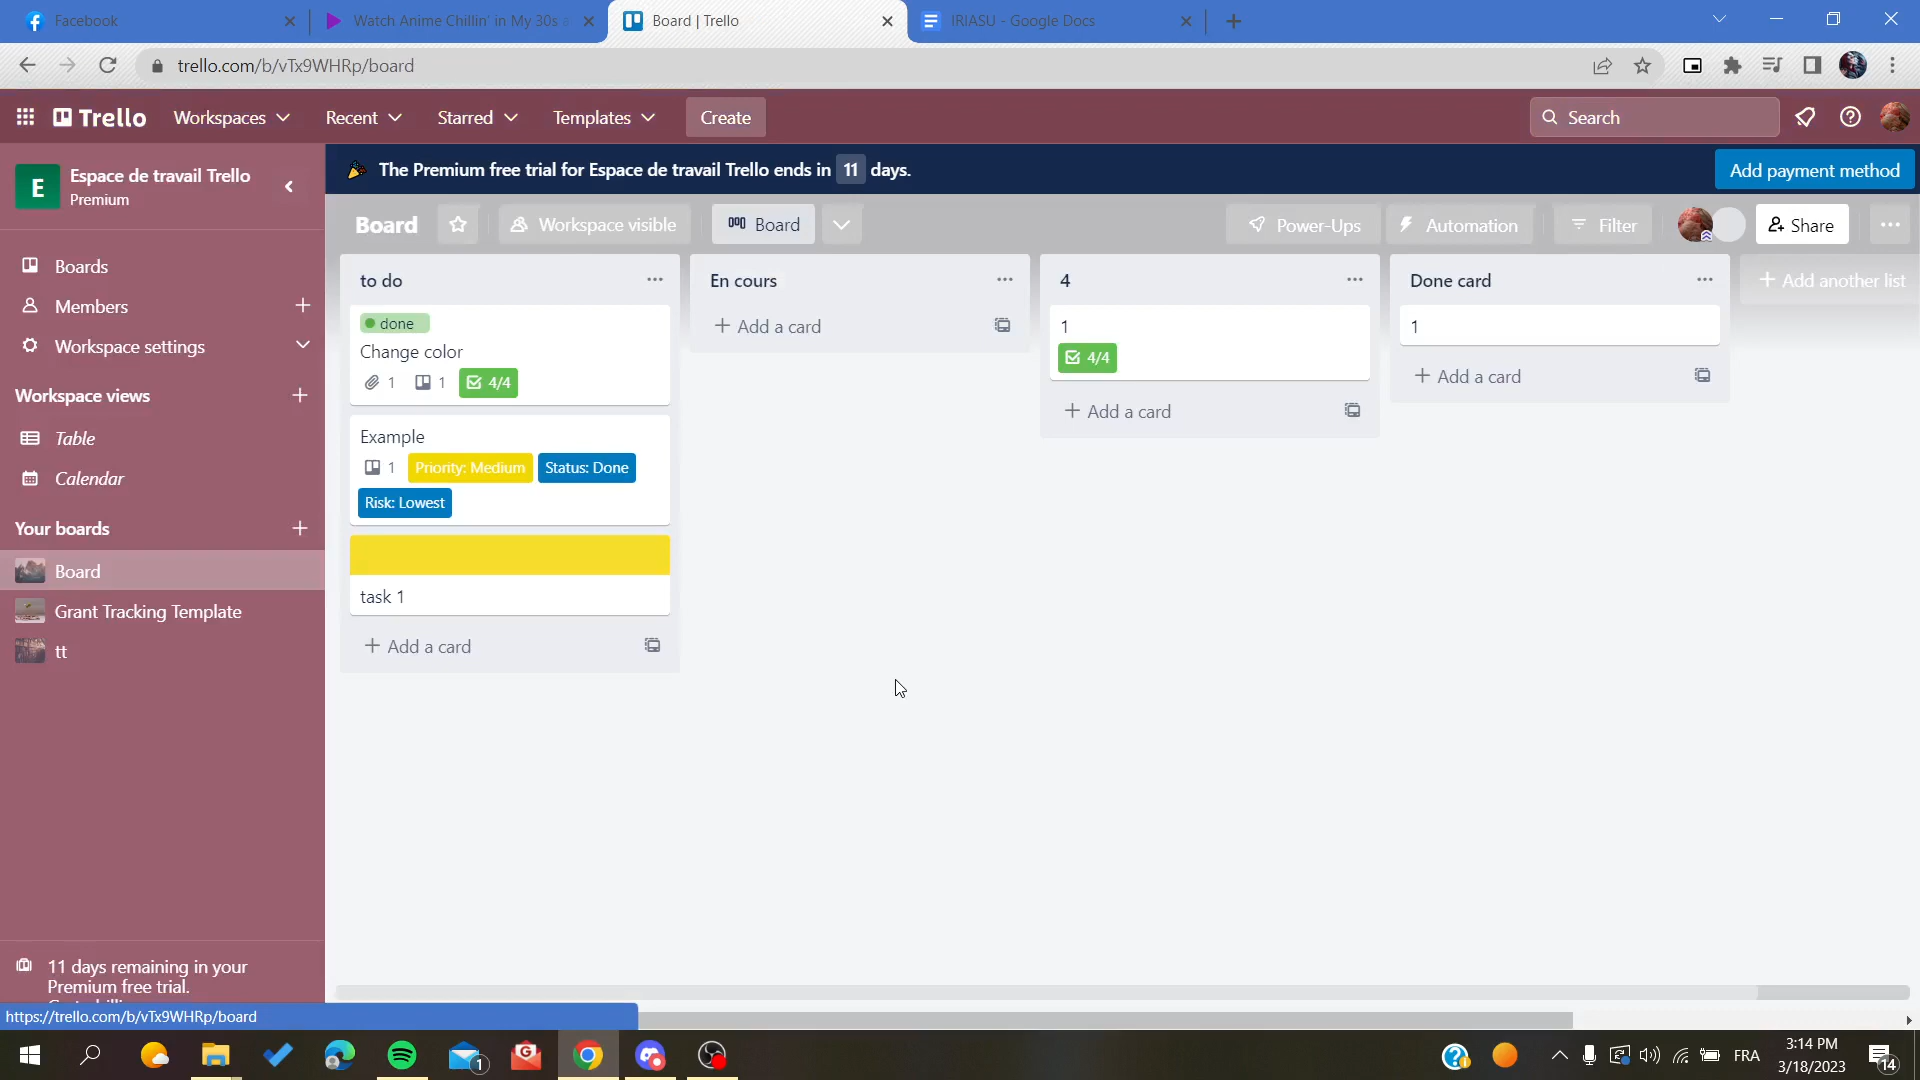 Facebook
Watch Anime Chillin' in My 30s a
Board | Trello
IRIASU - Google Docs
trello.com/b/vTx9WHRp/board
Trello
Workspaces
Recent
Starred
Templates
Create
Search
E
Espace de travail Trello
Premium
The Premium free trial for Espace de travail Trello ends in 11 days.
Add payment method
Board
Workspace visible
Board
Power-Ups
Automation
Filter
Share
Boards
Members
Workspace settings
Workspace views
Table
Calendar
Your boards
Board
Grant Tracking Template
tt
11 days remaining in your
Premium free trial.
to do
done
Change color
1
1
4/4
Example
1
Priority: Medium
Status: Done
Risk: Lowest
task 1
Add a card
En cours
Add a card
4
1
4/4
Add a card
Done card
1
Add a card
Add another list
https://trello.com/b/vTx9WHRp/board
1
FRA
3:14 PM
3/18/2023
14